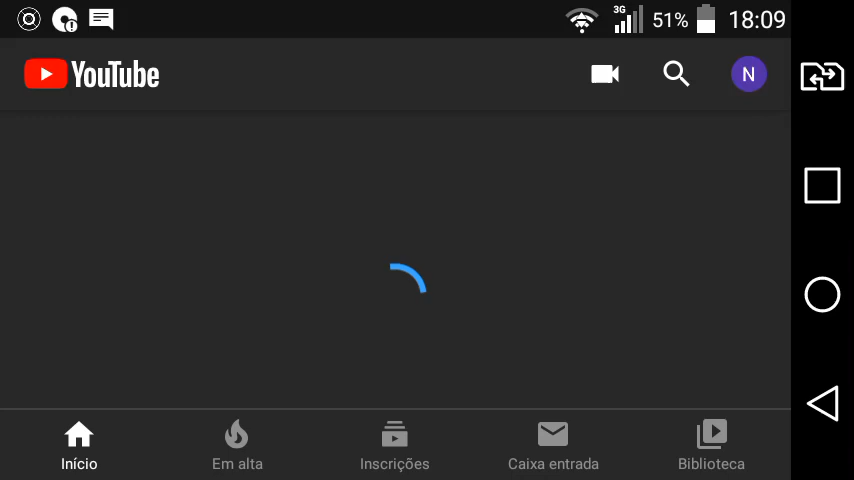 3G 51% 18:09
YouTube
N
Início Em alta Inscrições Caixa entrada Biblioteca